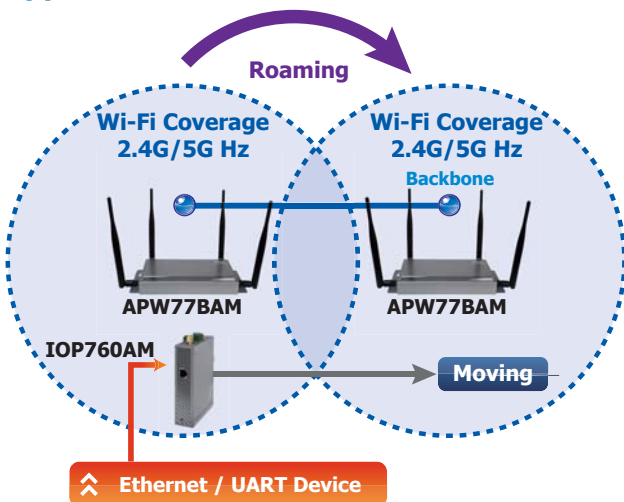 Roaming
Wi-Fi Coverage
2.4G/5G Hz
Wi-Fi Coverage
2.4G/5G Hz
Backbone
APW77BAM
APW77BAM
IOP760AM
Moving
Ethernet / UART Device